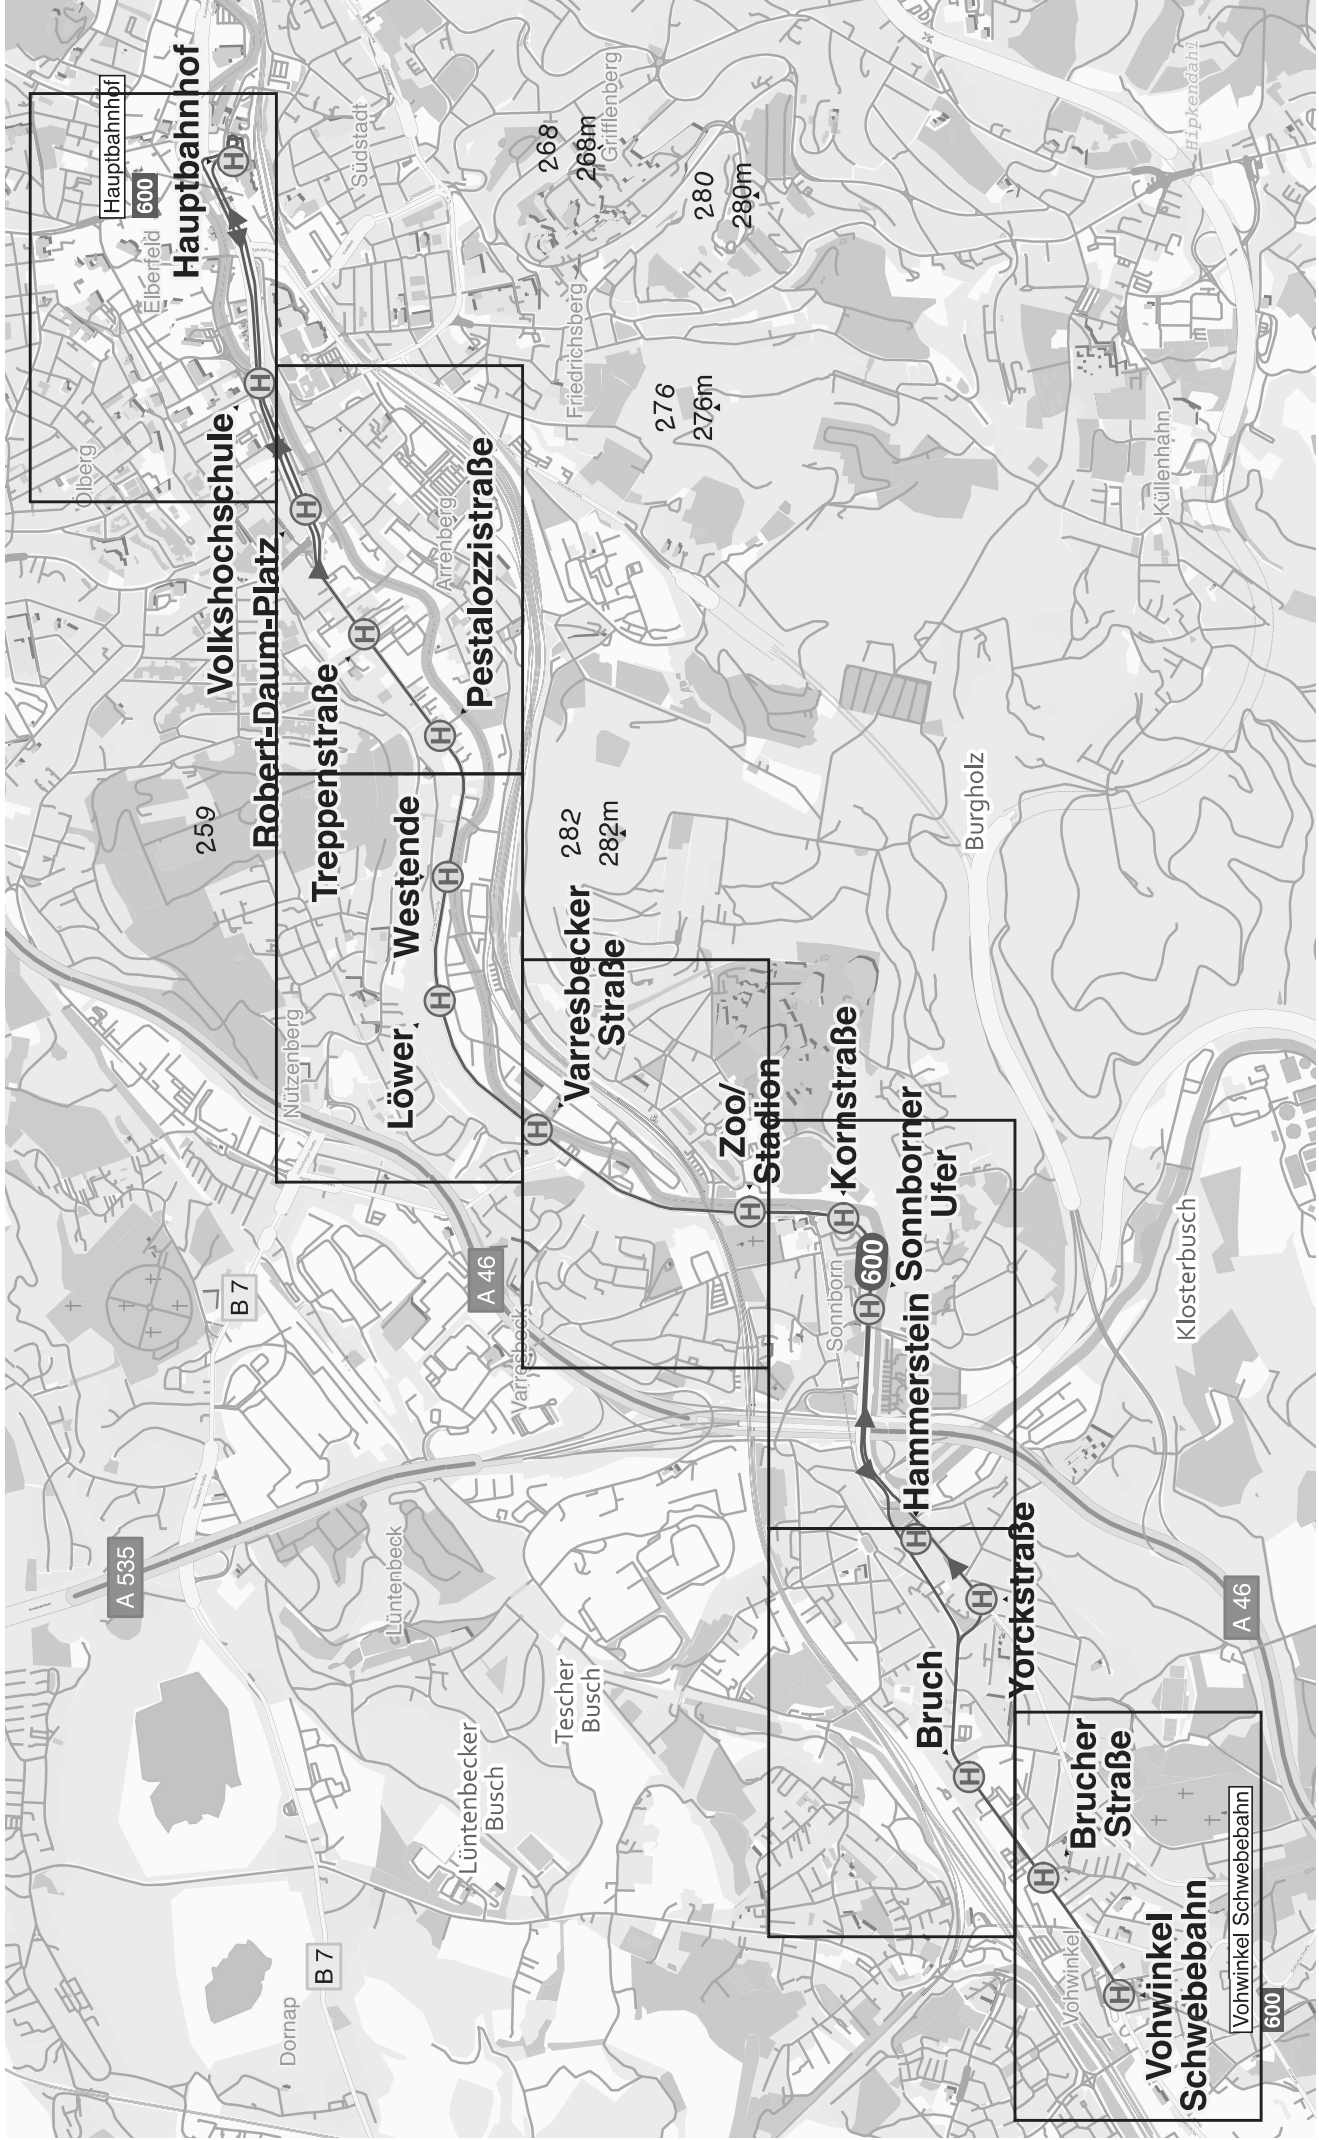 Hauptbahnhof
600
Hauptbahnhof
Elberfeld
Südstadt
268
268m
Grifflenberg
280
280m
Hipkendahl
Ölberg
Volkshochschule
Robert-Daum-Platz
Arrenberg
Pestalozzistraße
Friedrichsberg
276
276m
Küllenhahn
259
Treppenstraße
Westende
282
282m
Burgholz
Nützenberg
Löwer
Varresbecker
Straße
Zoo/
Stadion
Kornstraße
Sonnborner
Ufer
Klosterbusch
B 7
A 46
Varresbeck
Sonnborn
600
Hammerstein
A 535
Lüntenbeck
Yorckstraße
A 46
Tescher
Busch
Bruch
Lüntenbecker
Busch
Brucher
Straße
B 7
Dornap
Vohwinkel
Vohwinkel
Schwebebahn
Vohwinkel Schwebebahn
600